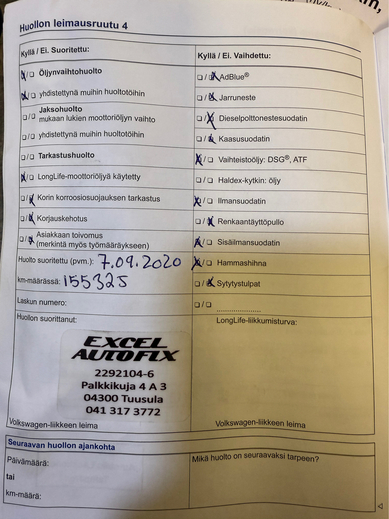 Huollon leimausruutu 4
Kyllä / Ei. Suoritettu:
Öljynvaihtohuolto
yhdistettynä muihin huoltotöihin
Jaksohuolto
mukaan lukien moottoriöljyn vaihto
yhdistettynä muihin huoltotöihin
Tarkastushuolto
LongLife-moottoriöljyä käytetty
Korin korroosiosuojauksen tarkastus
Korjauskehotus
Asiakkaan toivomus
(merkintä myös työmääräykseen)
Huolto suoritettu (pvm.): 7.09.2020
km-määrässä: 155325
Laskun numero:
Huollon suorittanut:
EXCEL
AUTOFIX
2292104-6
Palkkikuja 4 A 3
04300 Tuusula
041 317 3772
Volkswagen-liikkeen leima
Kyllä / Ei. Vaihdettu:
AdBlue®
Jarruneste
Dieselpolttonestesuodatin
Kaasusuodatin
Vaihteistoöljy: DSG®, ATF
Haldex-kytkin: öljy
Ilmansuodatin
Renkaantäyttöpullo
Sisäilmansuodatin
Hammashihna
Sytytystulpat
LongLife-liikkumisturva:
Volkswagen-liikkeen leima
Seuraavan huollon ajankohta
Päivämäärä:
tai
km-määrä:
Mikä huolto on seuraavaksi tarpeen?